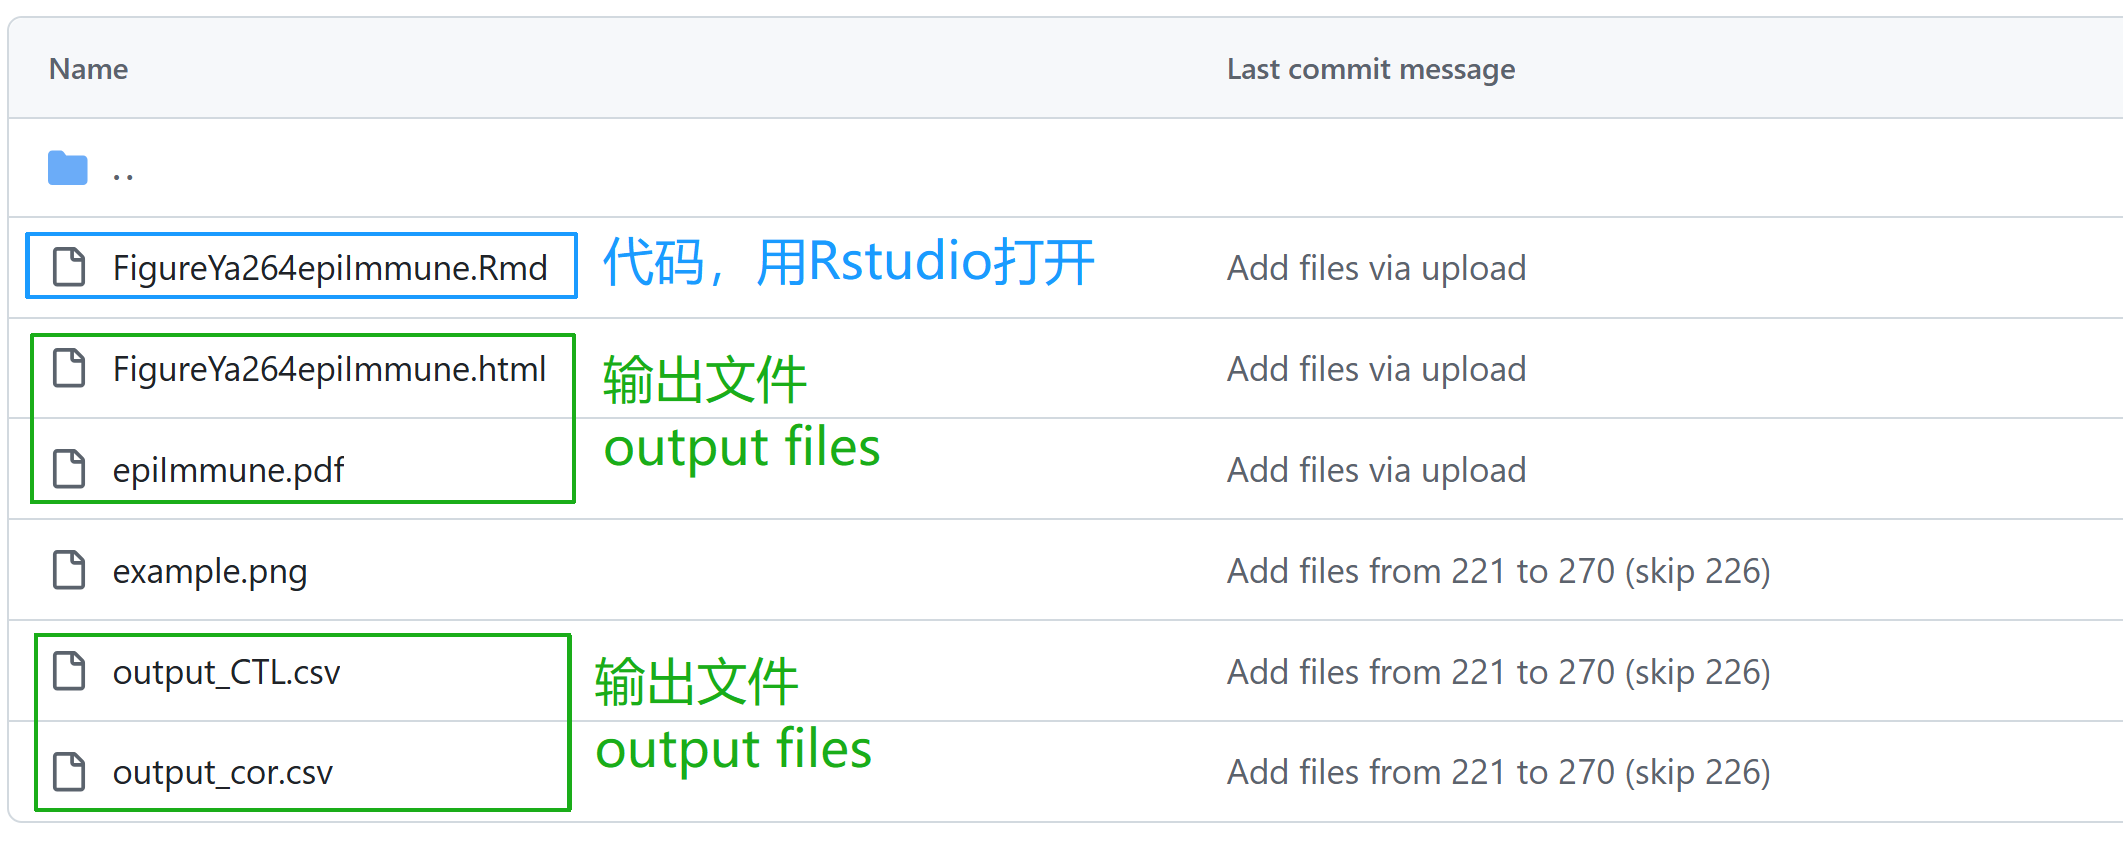 Name Last commit message
..
FigureYa264epiImmune.Rmd 代码，用Rstudio打开 Add files via upload
FigureYa264epiImmune.html 输出文件 Add files via upload
output files
epiImmune.pdf Add files via upload
example.png Add files from 221 to 270 (skip 226)
output_CTL.csv 输出文件 Add files from 221 to 270 (skip 226)
output files
output_cor.csv Add files from 221 to 270 (skip 226)